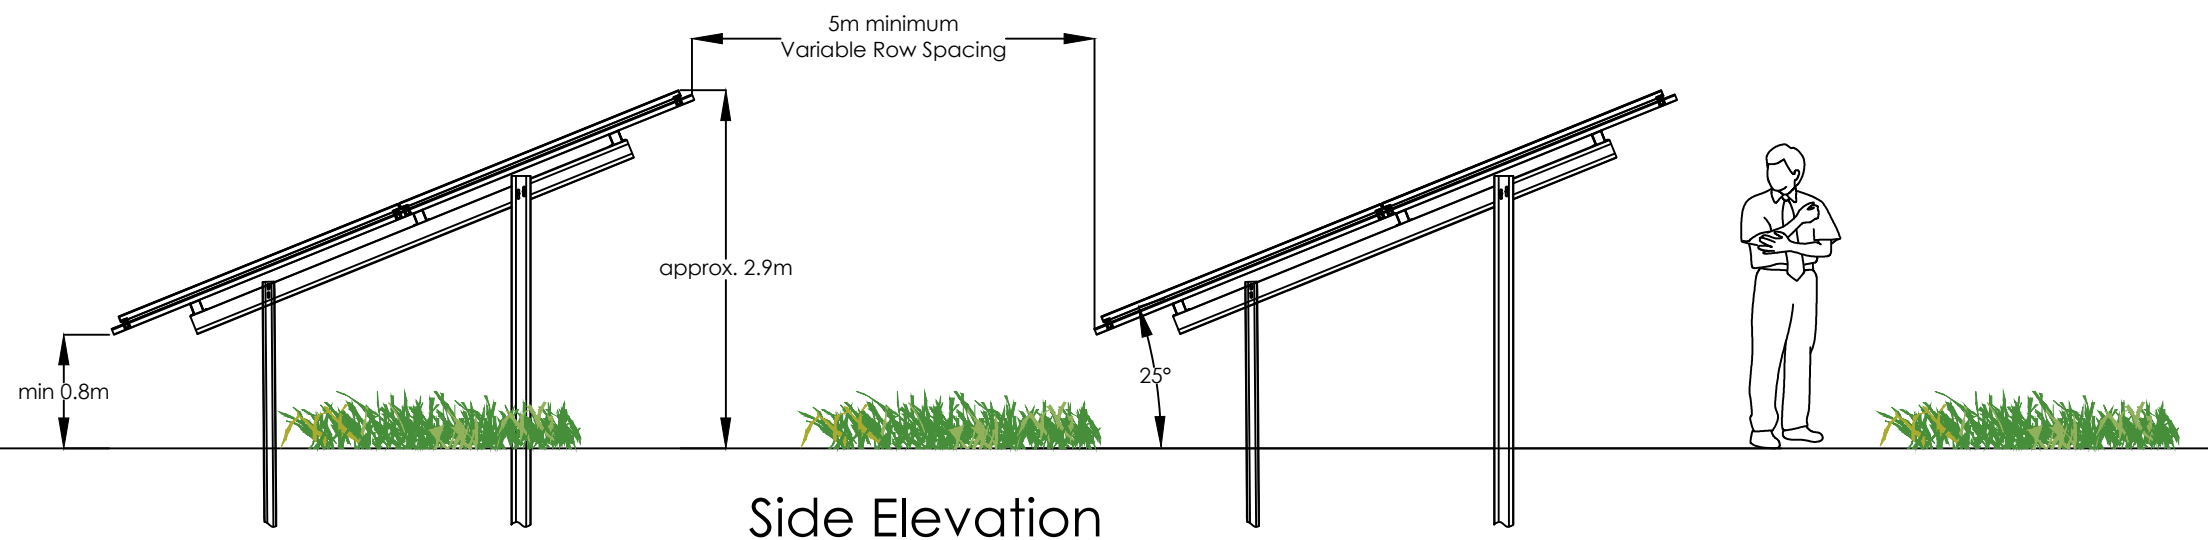 5m minimum
Variable Row Spacing
approx. 2.9m
min 0.8m
25°
Side Elevation